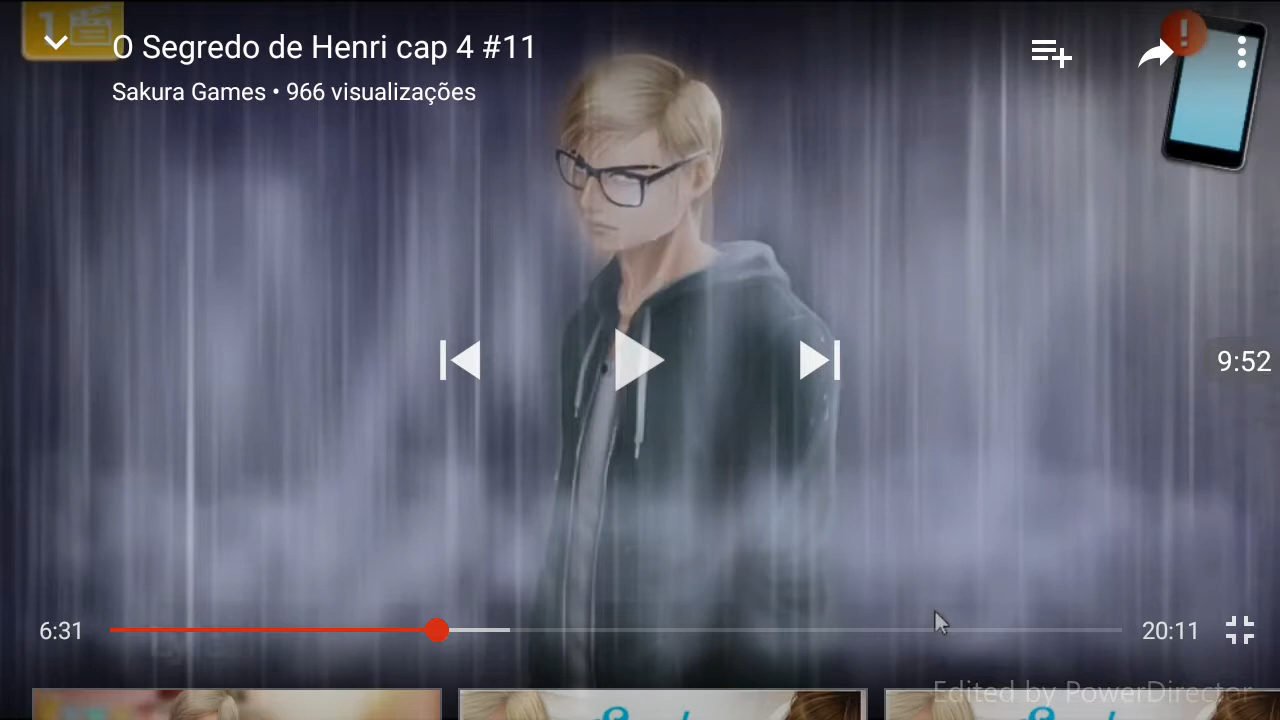 O Segredo de Henri cap 4 #11
Sakura Games • 966 visualizações
9:52
6:31
20:11
Edited by PowerDirector